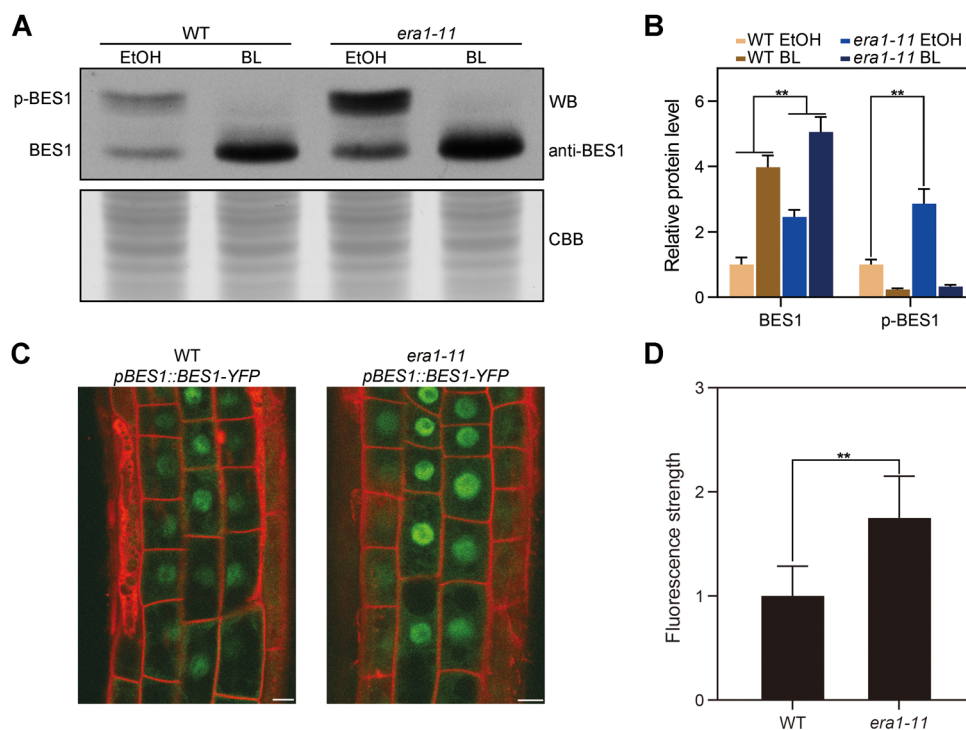 A
WT era1-11
EtOH BL EtOH BL
p-BES1 WB
BES1 anti-BES1
CBB
B
WT EtOH era1-11 EtOH
WT BL era1-11 BL
Relative protein level
8
6
4
2
0
** **
BES1 p-BES1
C
WT era1-11
pBES1::BES1-YFP pBES1::BES1-YFP
D
Fluorescence strength
3
2
1
0
**
WT era1-11